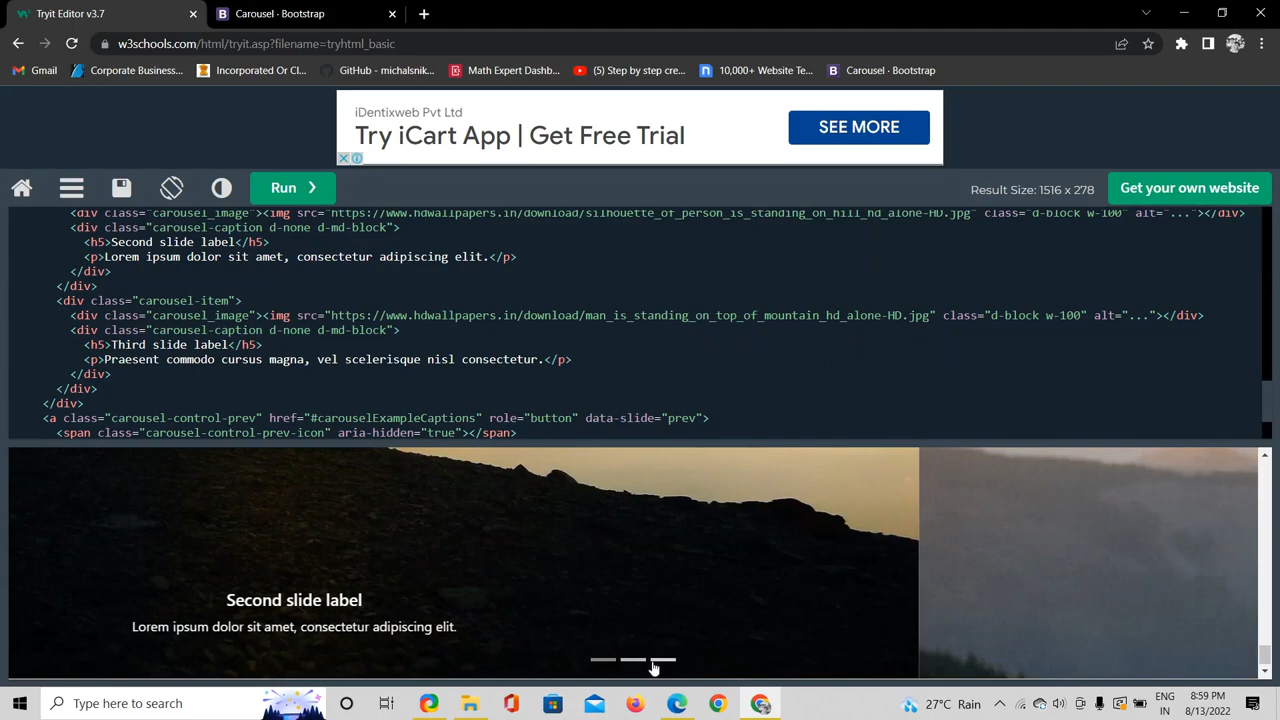 Tryit Editor v3.7
Carousel · Bootstrap
w3schools.com/html/tryit.asp?filename=tryhtml_basic
Gmail
Corporate Business...
Incorporated Or Cl...
GitHub - michalsnik...
Math Expert Dashb...
(5) Step by step cre...
10,000+ Website Te...
Carousel · Bootstrap
iDentixweb Pvt Ltd
Try iCart App | Get Free Trial
SEE MORE
Run ❯
Result Size: 1516 x 278
Get your own website
<div class="carousel_image"><img src="https://www.hdwallpapers.in/download/silhouette_of_person_is_standing_on_hill_hd_alone-HD.jpg" class="d-block w-100" alt="..."></div>
<div class="carousel-caption d-none d-md-block">
<h5>Second slide label</h5>
<p>Lorem ipsum dolor sit amet, consectetur adipiscing elit.</p>
</div>
</div>
<div class="carousel-item">
<div class="carousel_image"><img src="https://www.hdwallpapers.in/download/man_is_standing_on_top_of_mountain_hd_alone-HD.jpg" class="d-block w-100" alt="..."></div>
<div class="carousel-caption d-none d-md-block">
<h5>Third slide label</h5>
<p>Praesent commodo cursus magna, vel scelerisque nisl consectetur.</p>
</div>
</div>
</div>
<a class="carousel-control-prev" href="#carouselExampleCaptions" role="button" data-slide="prev">
<span class="carousel-control-prev-icon" aria-hidden="true"></span>
Second slide label
Lorem ipsum dolor sit amet, consectetur adipiscing elit.
Type here to search
27°C Rain
ENG
IN
8:59 PM
8/13/2022